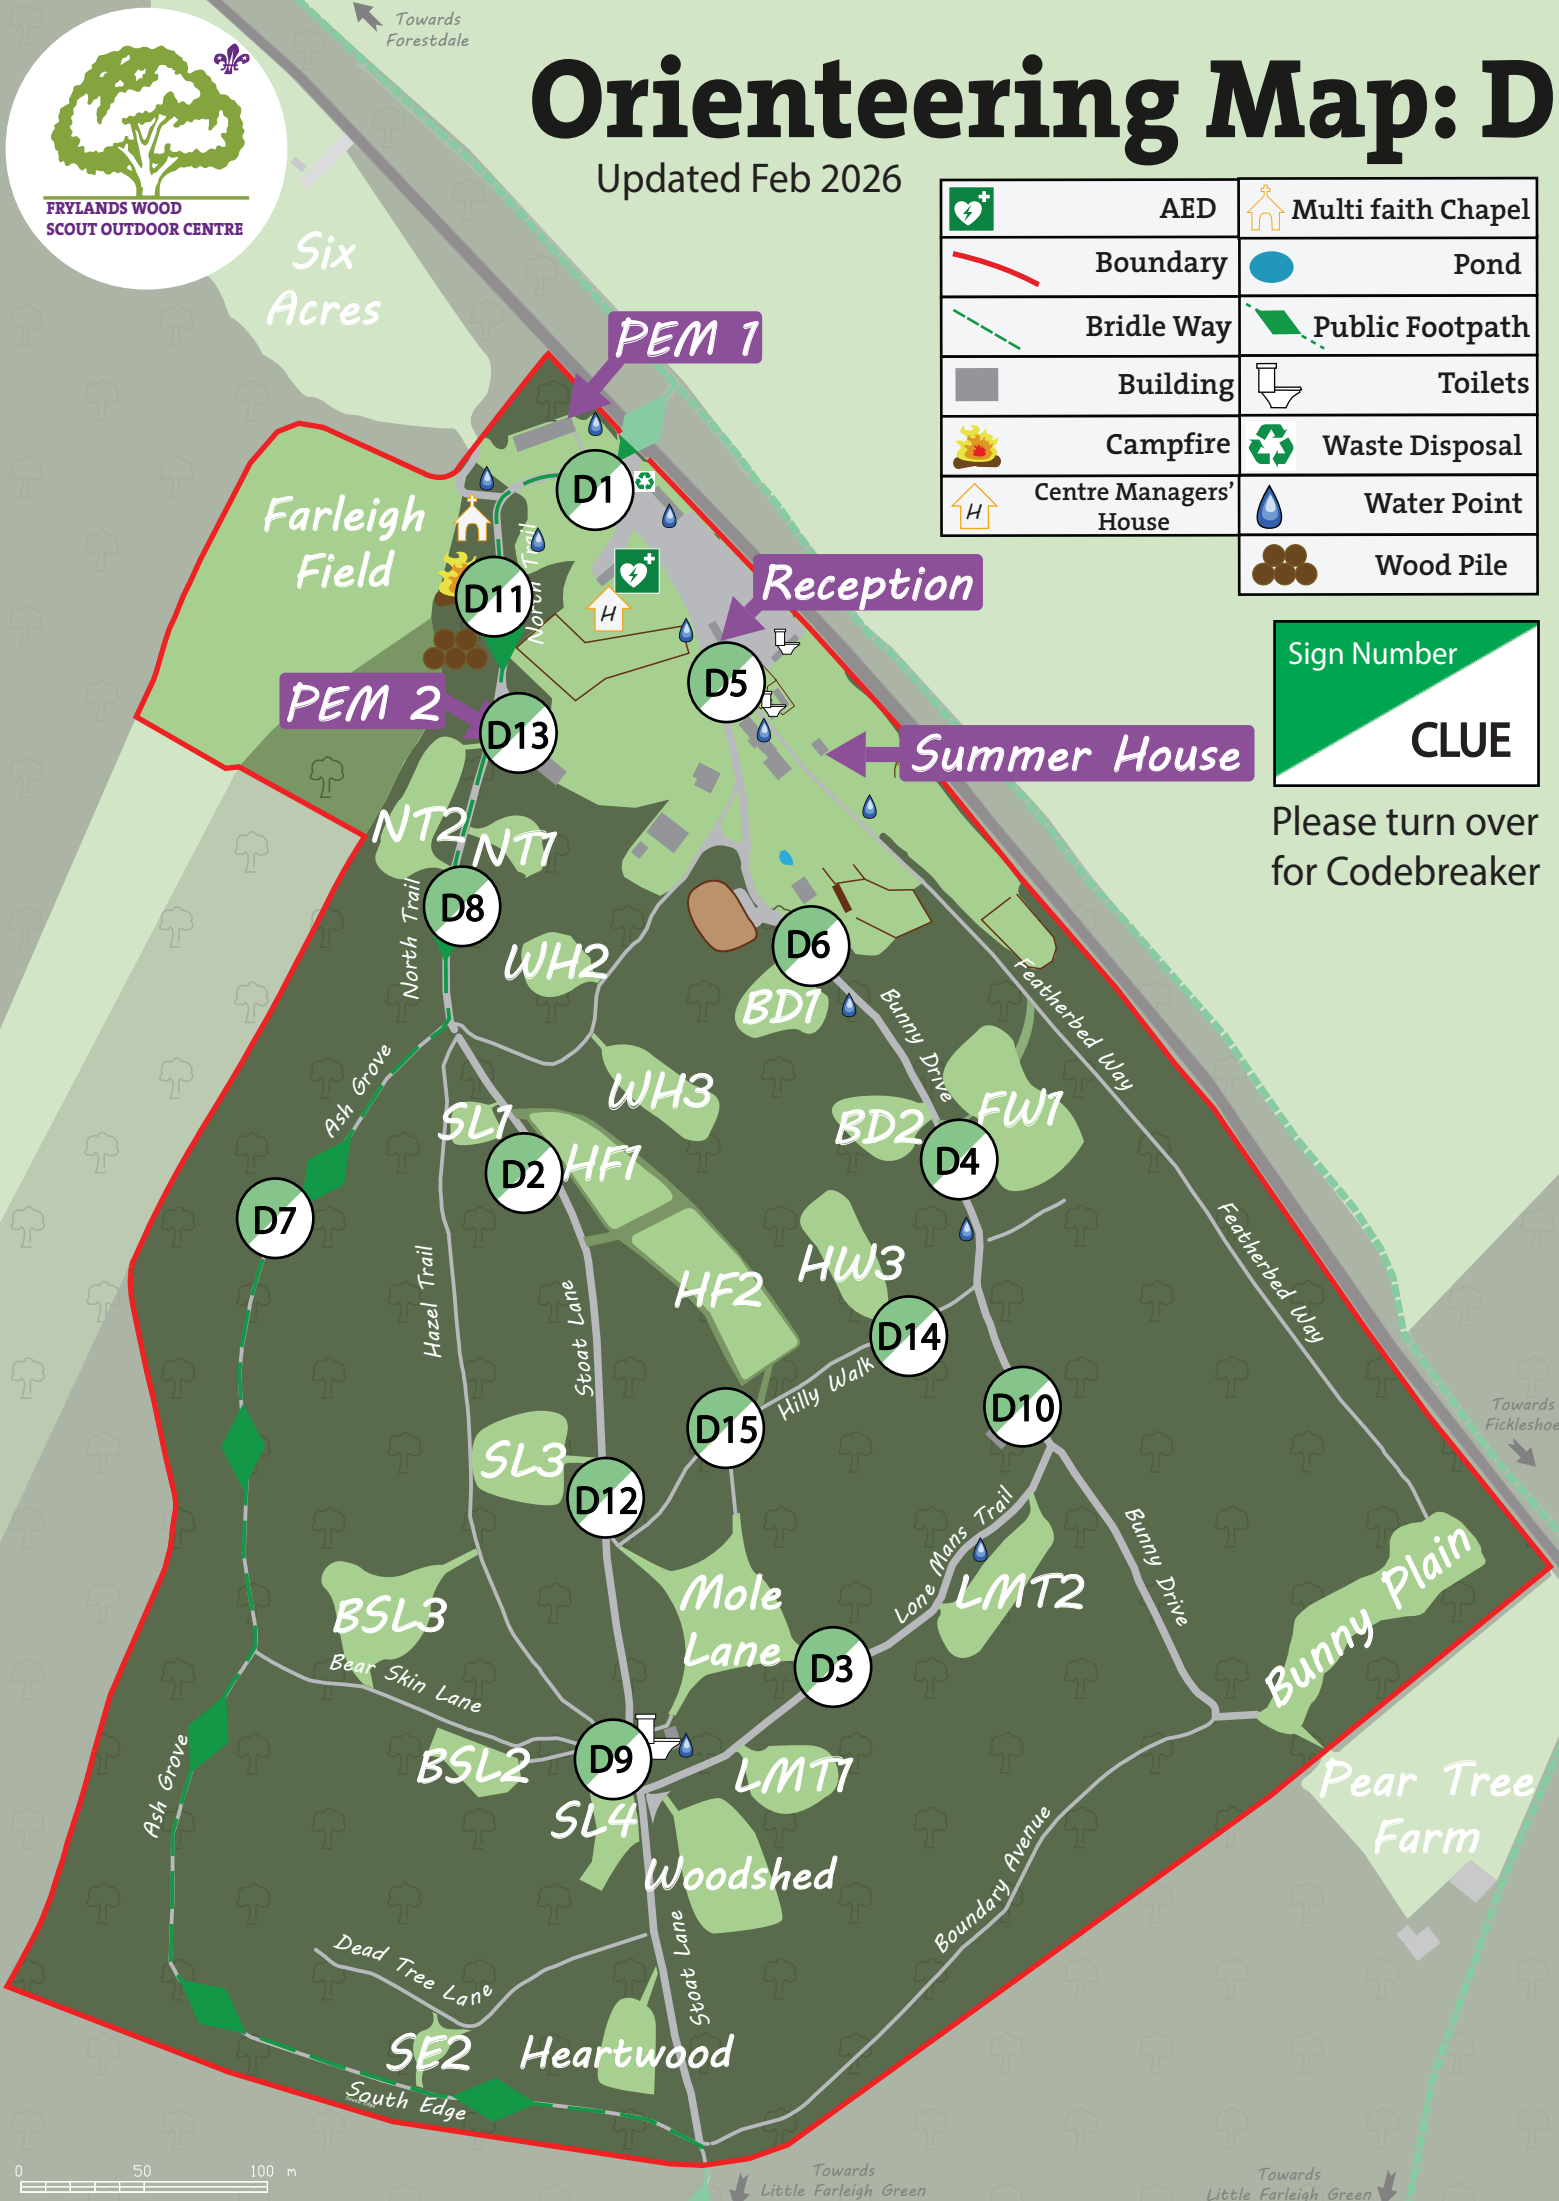 Towards
Forestdale
Orienteering Map: D
Updated Feb 2026
FRYLANDS WOOD
SCOUT OUTDOOR CENTRE
AED
Multi faith Chapel
Boundary
Pond
Bridle Way
Public Footpath
Building
Toilets
Campfire
Waste Disposal
H
Centre Managers'
House
Water Point
Wood Pile
Sign Number
CLUE
Please turn over
for Codebreaker
Six
Acres
PEM 1
Farleigh
Field
D1
North Trail
D11
H
Reception
D5
PEM 2
D13
Summer House
NT2
NT1
D8
North Trail
WH2
D6
BD1
Bunny Drive
Featherbed Way
Ash Grove
WH3
SL1
HF1
D2
BD2
FW1
D4
D7
Hazel Trail
Stoat Lane
HF2
HW3
D14
Featherbed Way
Hilly Walk
D15
D10
Towards
Fickleshoe
SL3
D12
Lone Mans Trail
LMT2
Bunny Drive
Bunny Plain
BSL3
Mole
Lane
D3
Bear Skin Lane
BSL2
D9
SL4
LMT1
Woodshed
Ash Grove
Pear Tree
Farm
Boundary Avenue
Dead Tree Lane
Stoat Lane
SE2
Heartwood
South Edge
0 50 100 m
Towards
Little Farleigh Green
Towards
Little Farleigh Green